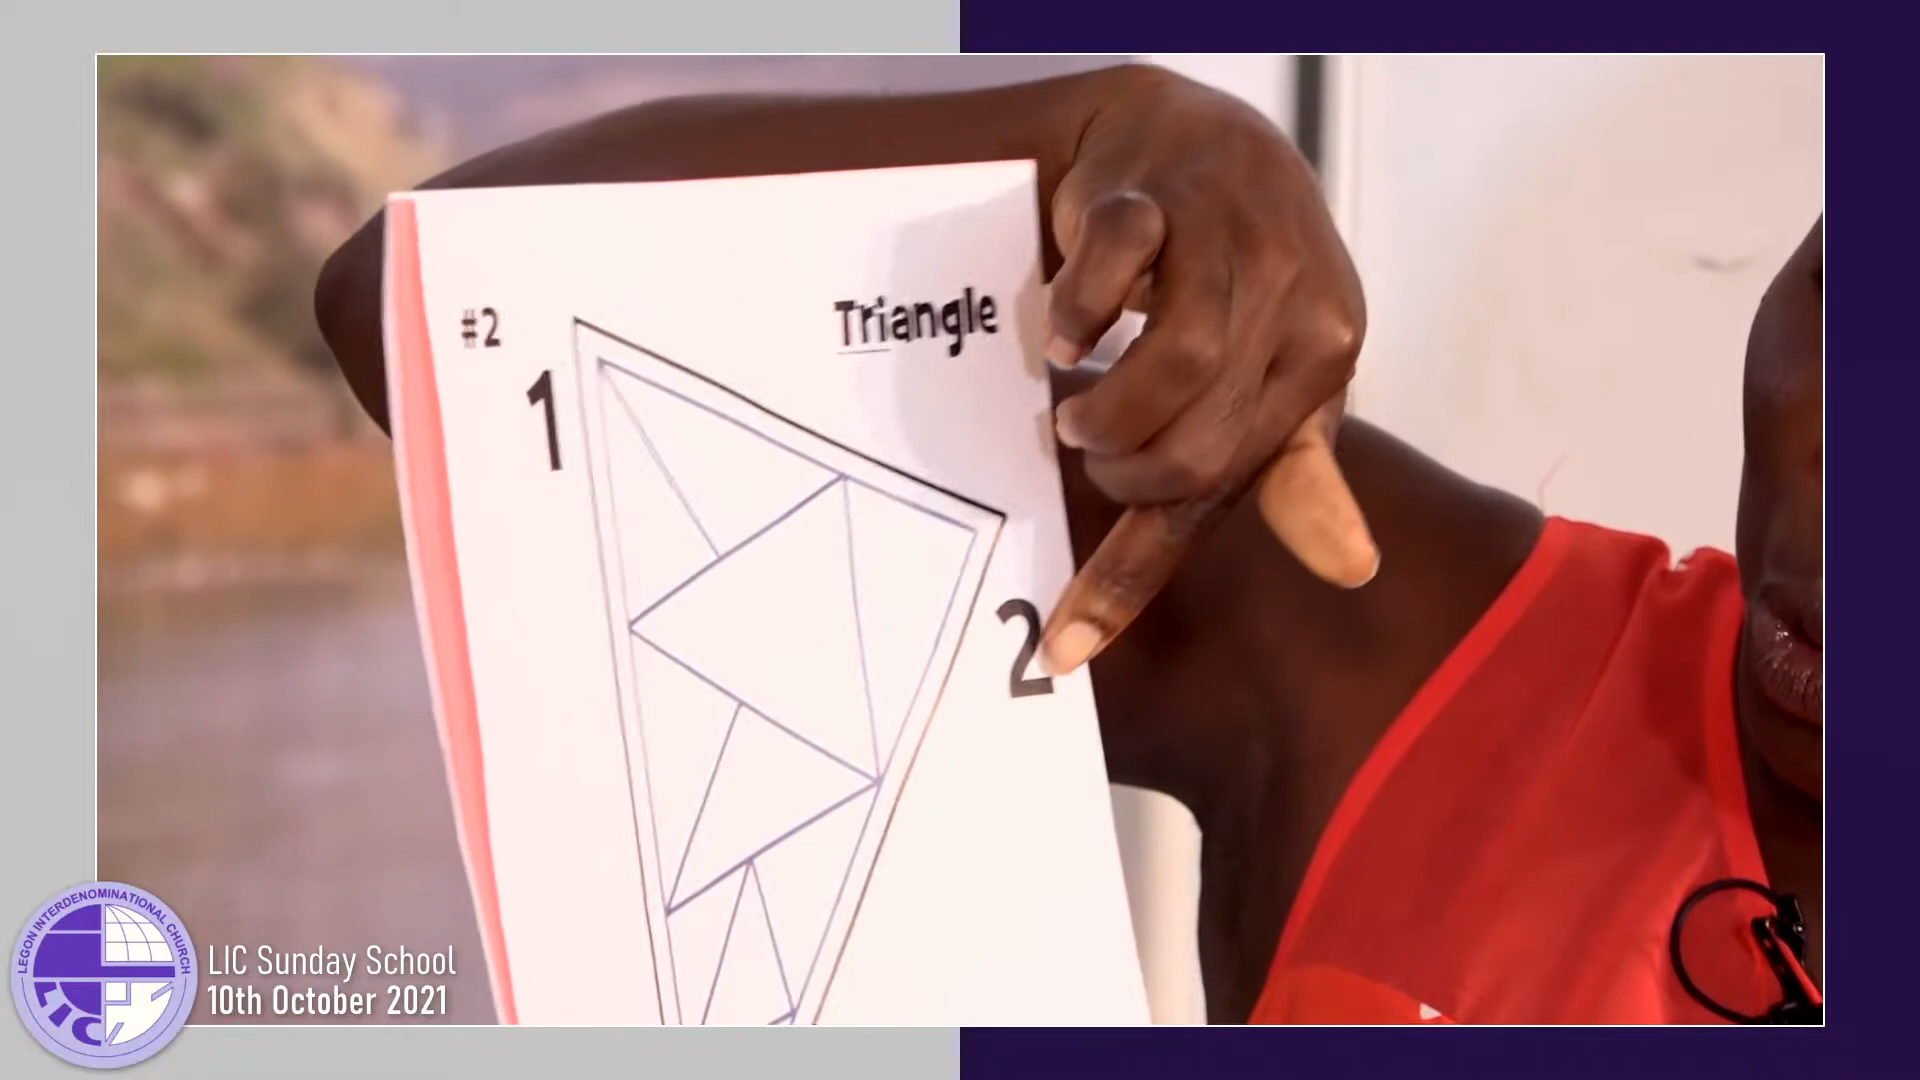 #2
Triangle
1
2
LEGON INTERDENOMINATIONAL CHURCH
LIC
LIC Sunday School
10th October 2021